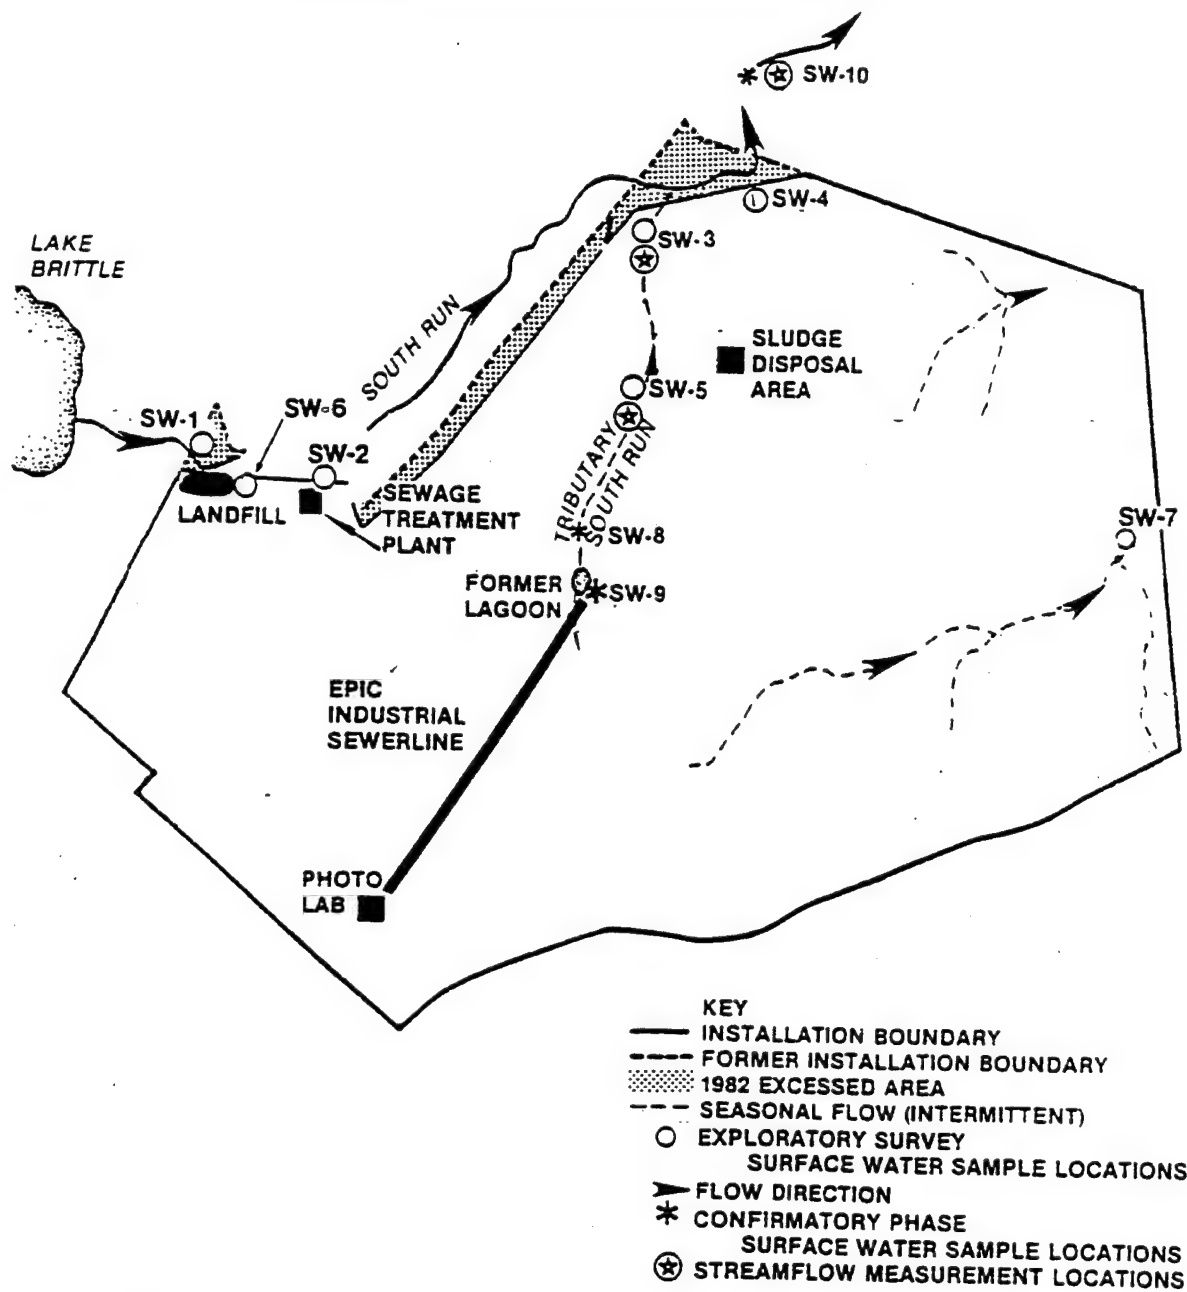 SW-10
SW-4
SW-3
LAKE
BRITTLE
SOUTH RUN
SLUDGE
DISPOSAL
AREA
SW-5
SW-1
SW-6
SW-2
TRIBUTARY
SOUTH RUN
LANDFILL
SEWAGE
TREATMENT
PLANT
SW-8
SW-7
FORMER
LAGOON
SW-9
EPIC
INDUSTRIAL
SEWERLINE
PHOTO
LAB
KEY
INSTALLATION BOUNDARY
FORMER INSTALLATION BOUNDARY
1982 EXCESSED AREA
SEASONAL FLOW (INTERMITTENT)
EXPLORATORY SURVEY
SURFACE WATER SAMPLE LOCATIONS
FLOW DIRECTION
CONFIRMATORY PHASE
SURFACE WATER SAMPLE LOCATIONS
STREAMFLOW MEASUREMENT LOCATIONS